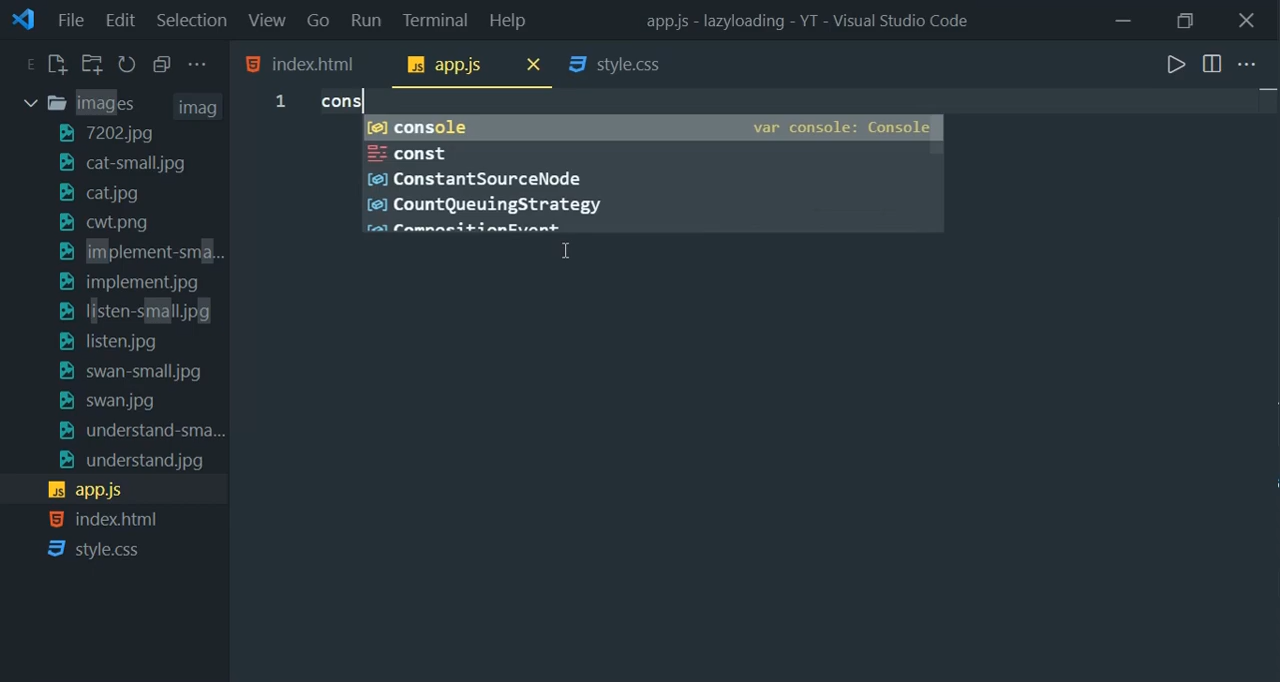 File Edit Selection View Go Run Terminal Help app.js - lazyloading - YT - Visual Studio Code
E
index.html app.js style.css
images imag
7202.jpg
cat-small.jpg
cat.jpg
cwt.png
implement-sma...
implement.jpg
listen-small.jpg
listen.jpg
swan-small.jpg
swan.jpg
understand-sma...
understand.jpg
JS app.js
index.html
style.css
1 cons
console var console: Console
const
ConstantSourceNode
CountQueuingStrategy
CompositionEvent